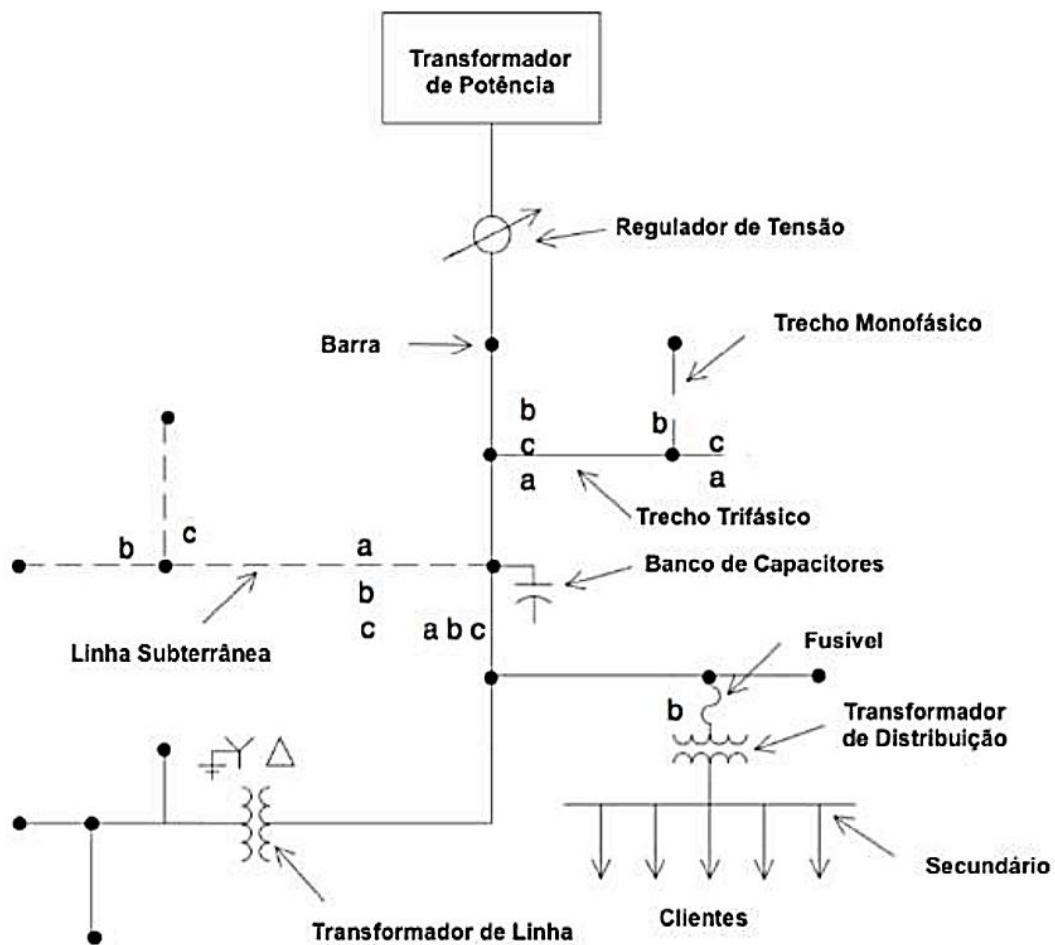 Transformador
de Potência
Regulador de Tensão
Barra
Trecho Monofásico
b
c
a
b
c
a
Trecho Trifásico
b
c
a
b
c
Linha Subterrânea
Banco de Capacitores
a b c
Fusível
b
Transformador
de Distribuição
Secundário
Clientes
Transformador de Linha